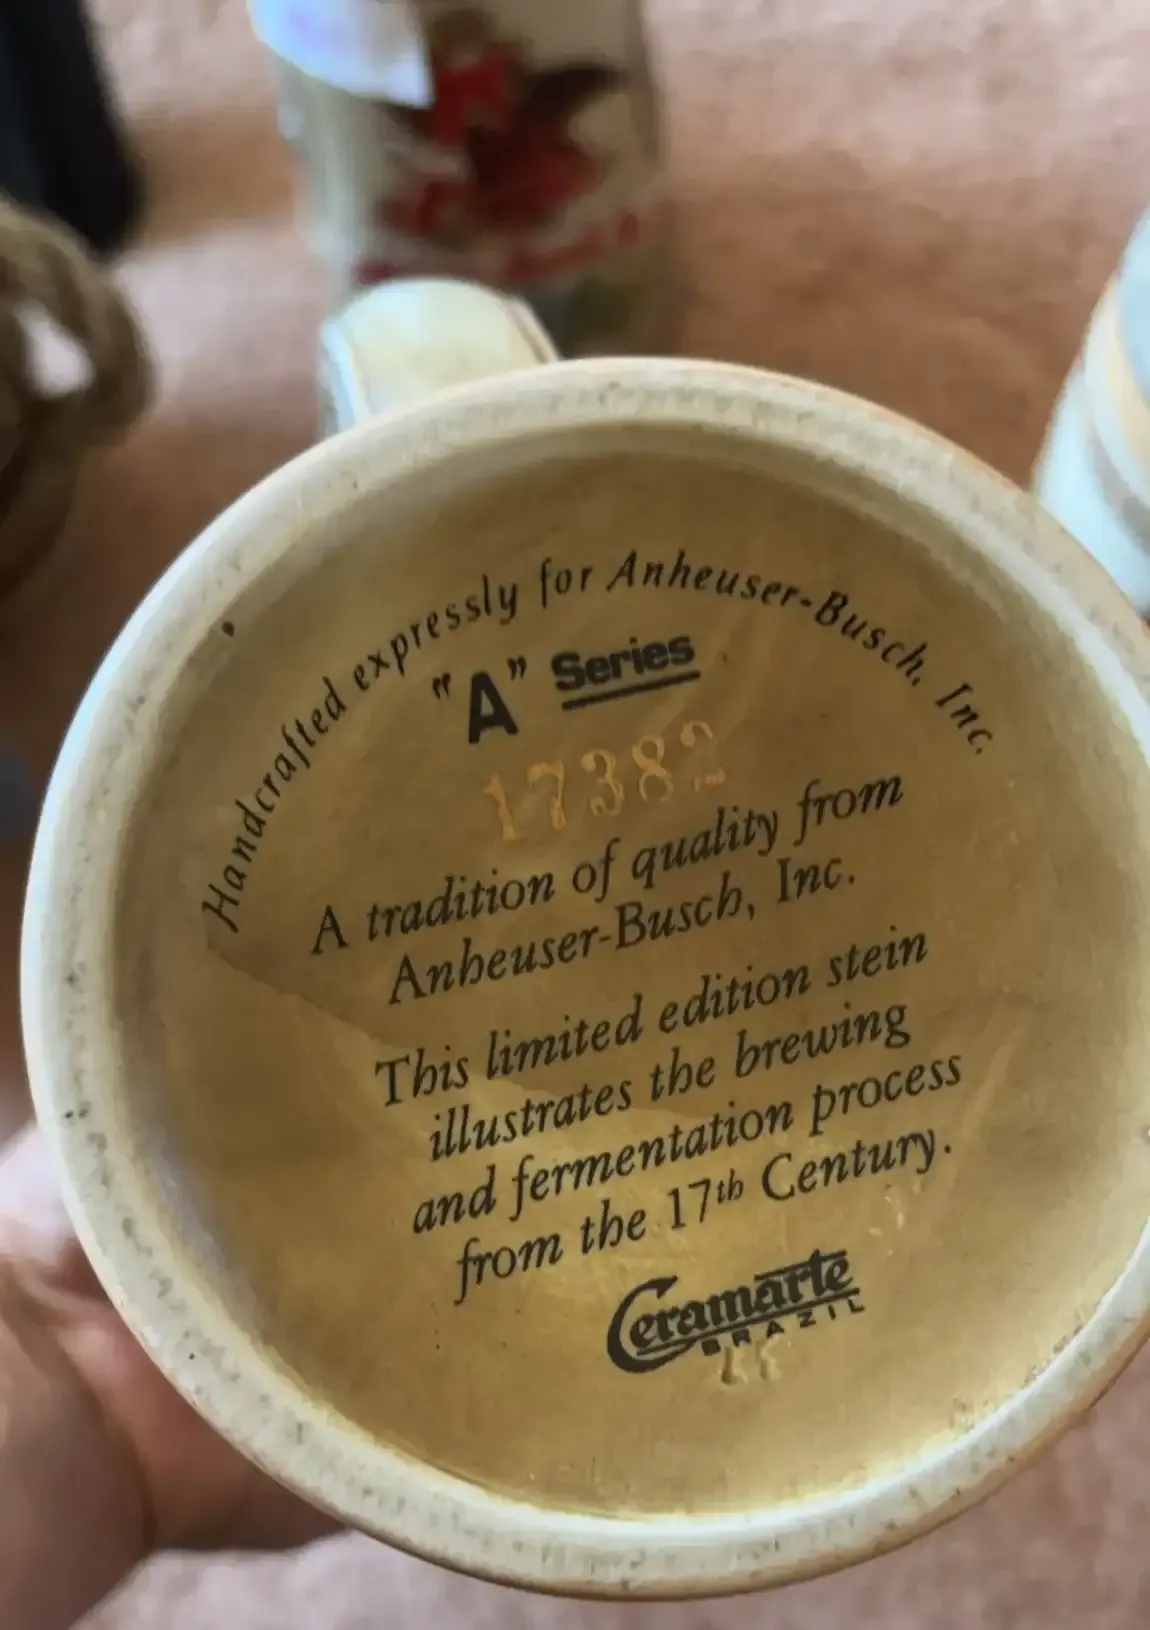 Handcrafted expressly for Anheuser-Busch, Inc.
"A" Series
17382
A tradition of quality from
Anheuser-Busch, Inc.
This limited edition stein
illustrates the brewing
and fermentation process
from the 17th Century.
Ceramarte
BRAZIL